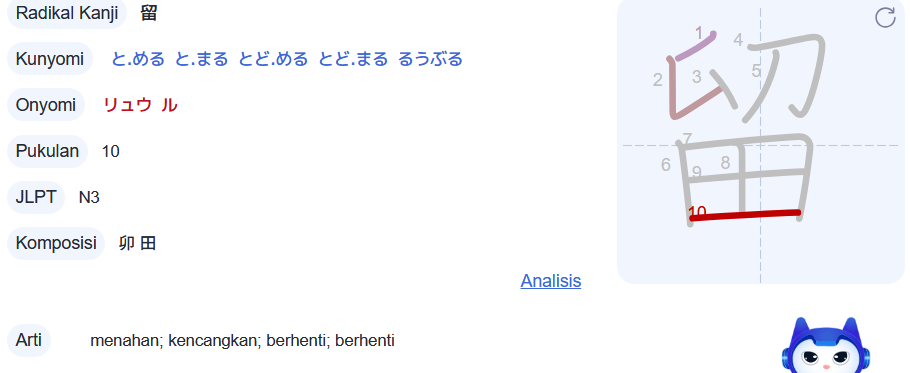 Radikal Kanji 留
Kunyomi と.める と.まる とど.める とど.まる るうぶる
Onyomi リュウ ル
Pukulan 10
JLPT N3
Komposisi 卯 田
Analisis
Arti menahan; kencangkan; berhenti; berhenti
1
4
2
3
5
7
6
9
8
10
留